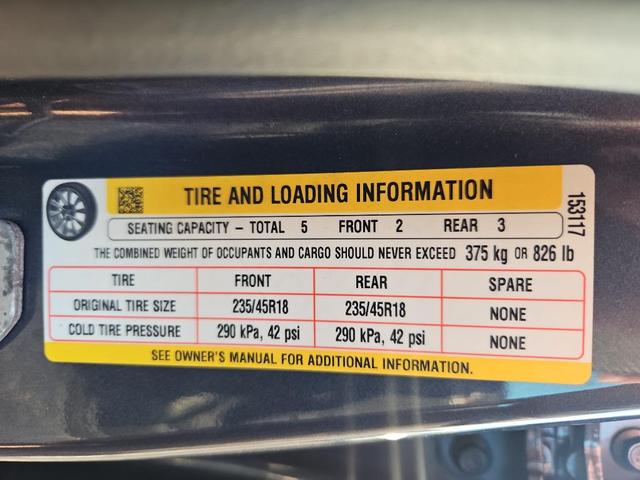 TIRE AND LOADING INFORMATION
153117
SEATING CAPACITY – TOTAL 5 FRONT 2 REAR 3
THE COMBINED WEIGHT OF OCCUPANTS AND CARGO SHOULD NEVER EXCEED 375 kg OR 826 lb
TIRE FRONT REAR SPARE
ORIGINAL TIRE SIZE 235/45R18 235/45R18 NONE
COLD TIRE PRESSURE 290 kPa, 42 psi 290 kPa, 42 psi NONE
SEE OWNER'S MANUAL FOR ADDITIONAL INFORMATION.